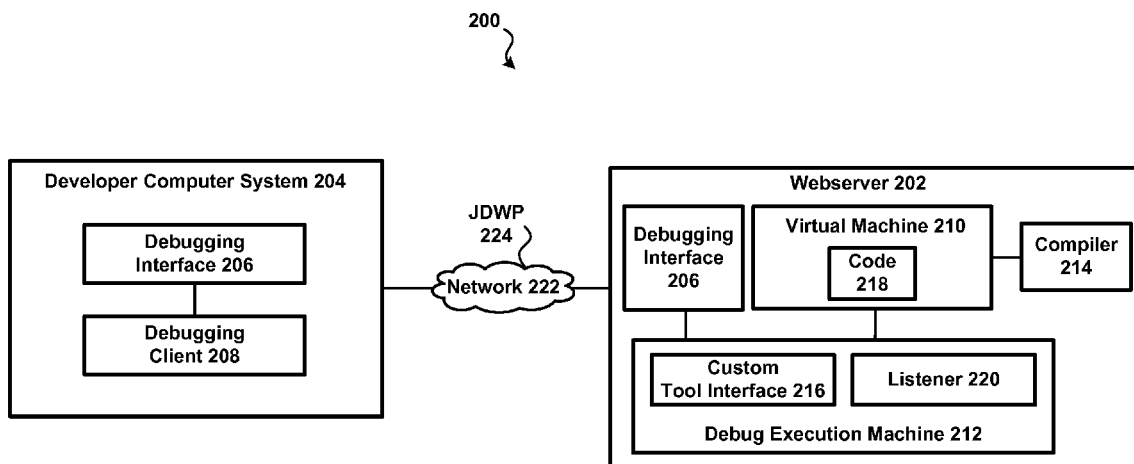 200
Developer Computer System 204
Debugging
Interface 206
Debugging
Client 208
JDWP
224
Network 222
Webserver 202
Debugging
Interface
206
Virtual Machine 210
Code
218
Compiler
214
Custom
Tool Interface 216
Listener 220
Debug Execution Machine 212